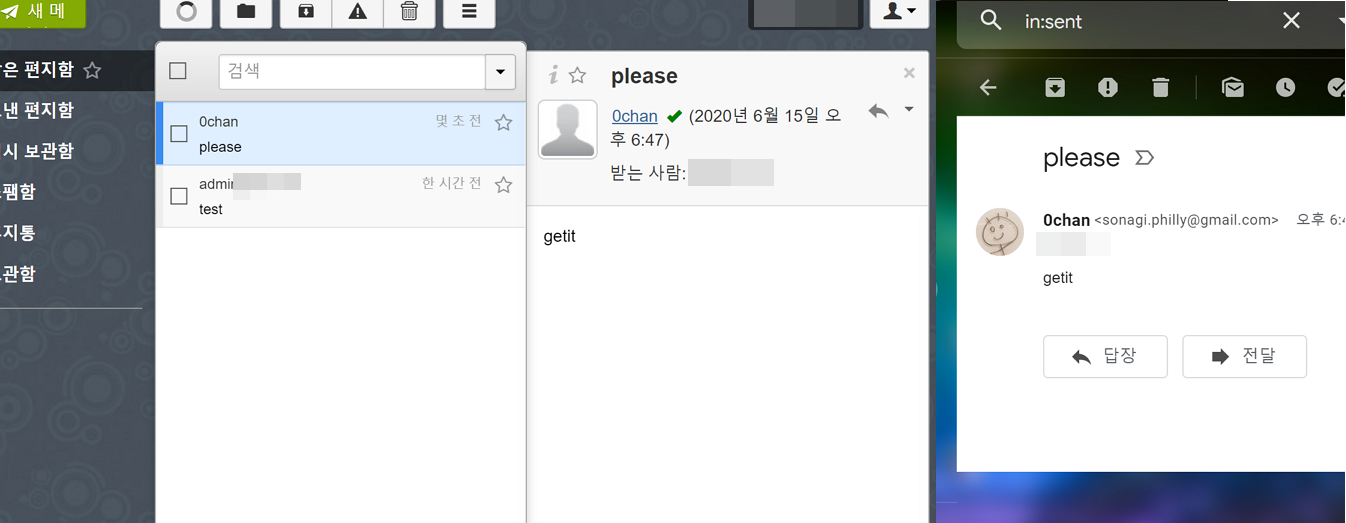 새 메
은 편지함
낸 편지함
시 보관함
팸함
지통
관함
검색
0chan
몇 초 전
please
admi
한 시간 전
test
please
0chan (2020년 6월 15일 오
후 6:47)
받는 사람:
getit
in:sent
please
0chan <sonagi.philly@gmail.com> 오후 6:4
getit
답장
전달